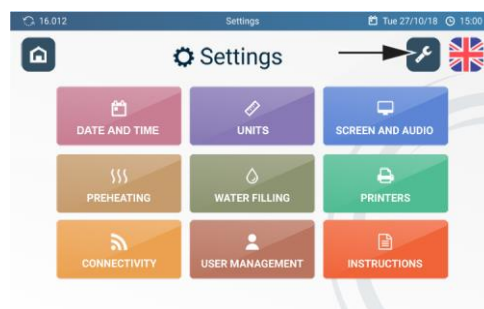 16.012 Settings Tue 27/10/18 15:00
Settings
DATE AND TIME UNITS SCREEN AND AUDIO
PREHEATING WATER FILLING PRINTERS
CONNECTIVITY USER MANAGEMENT INSTRUCTIONS